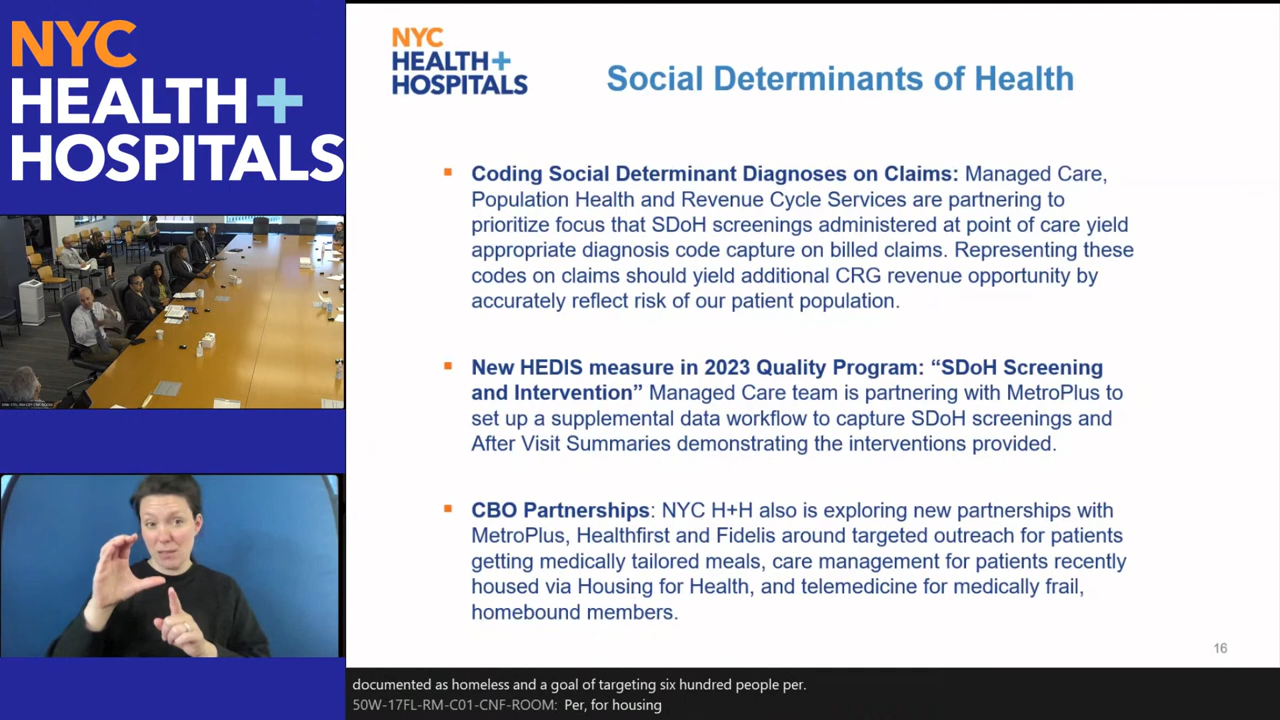 NYC
HEALTH+
HOSPITALS
NYC
HEALTH+
HOSPITALS
Social Determinants of Health
▪ Coding Social Determinant Diagnoses on Claims: Managed Care,
Population Health and Revenue Cycle Services are partnering to
prioritize focus that SDoH screenings administered at point of care yield
appropriate diagnosis code capture on billed claims. Representing these
codes on claims should yield additional CRG revenue opportunity by
accurately reflect risk of our patient population.
▪ New HEDIS measure in 2023 Quality Program: “SDoH Screening
and Intervention” Managed Care team is partnering with MetroPlus to
set up a supplemental data workflow to capture SDoH screenings and
After Visit Summaries demonstrating the interventions provided.
▪ CBO Partnerships: NYC H+H also is exploring new partnerships with
MetroPlus, Healthfirst and Fidelis around targeted outreach for patients
getting medically tailored meals, care management for patients recently
housed via Housing for Health, and telemedicine for medically frail,
homebound members.
16
documented as homeless and a goal of targeting six hundred people per.
50W-17FL-RM-C01-CNF-ROOM: Per, for housing